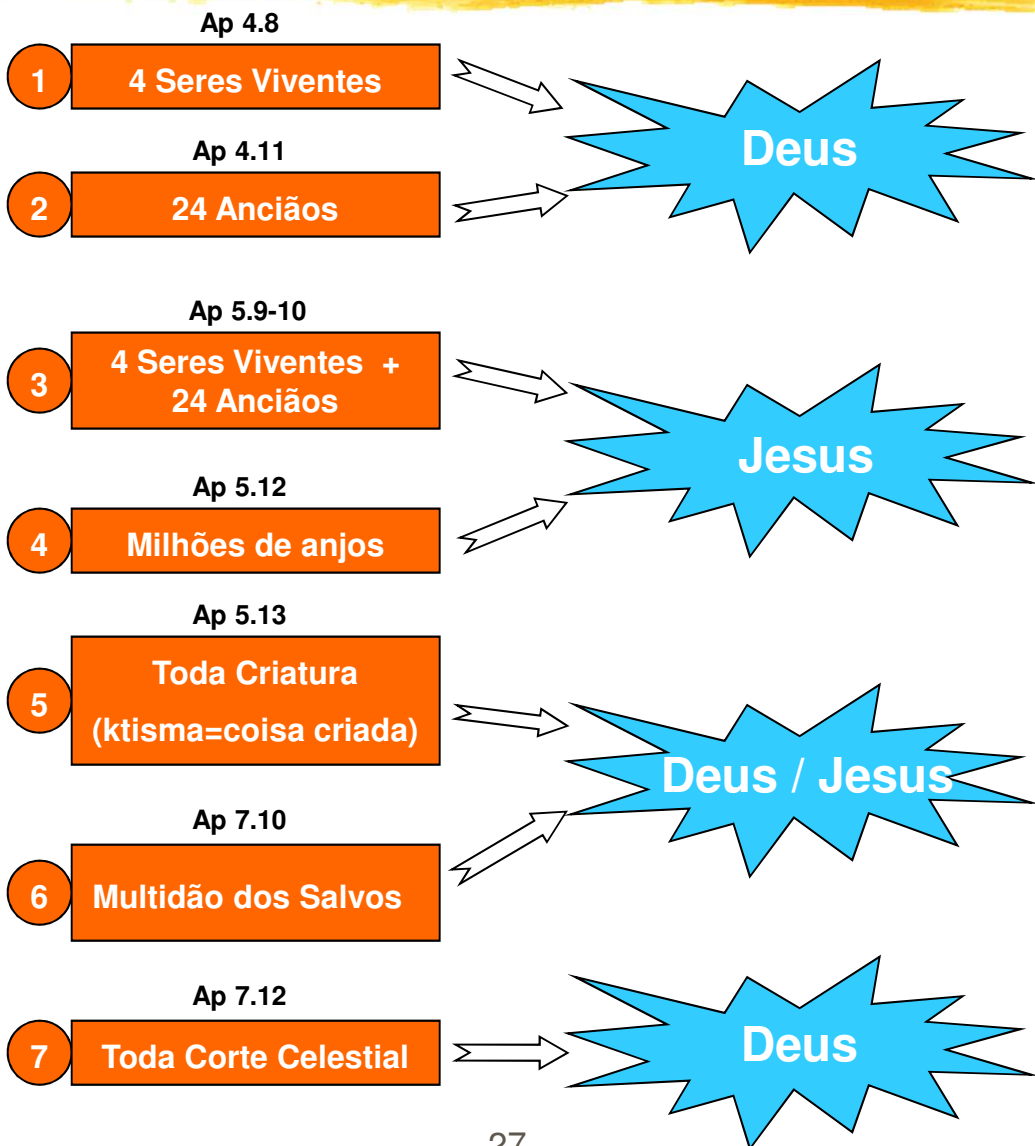 Ap 4.8
1 4 Seres Viventes
Deus
Ap 4.11
2 24 Anciãos
Ap 5.9-10
3 4 Seres Viventes +
24 Anciãos
Jesus
Ap 5.12
4 Milhões de anjos
Ap 5.13
5 Toda Criatura
(ktisma=coisa criada)
Deus / Jesus
Ap 7.10
6 Multidão dos Salvos
Ap 7.12
7 Toda Corte Celestial
Deus
27